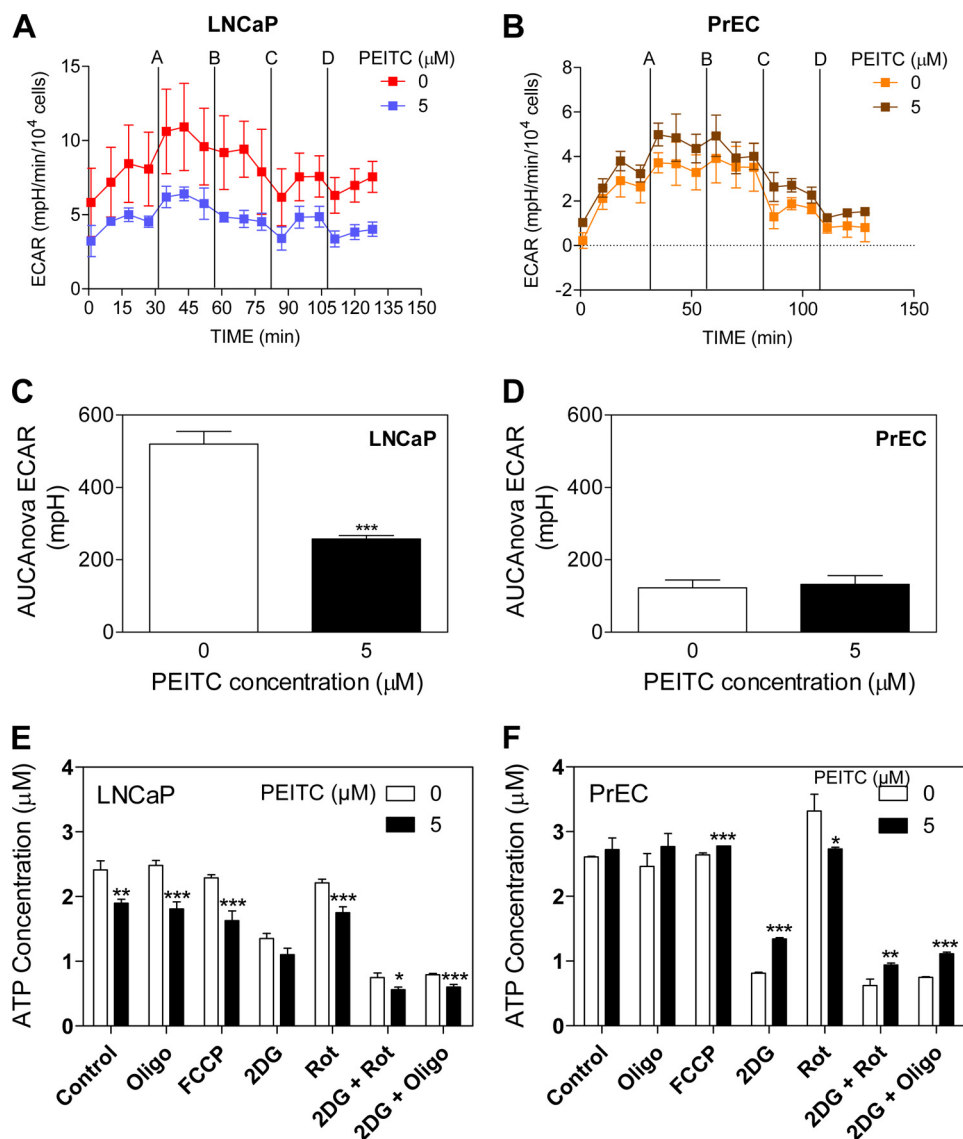 A
LNCaP
A B C D
PEITC (μM)
0
5
ECAR (mpH/min/10⁴ cells)
15
10
5
0
0 15 30 45 60 75 90 105 120 135 150
TIME (min)
B
PrEC
A B C D
PEITC (μM)
0
5
ECAR (mpH/min/10⁴ cells)
8
6
4
2
0
-2
0 50 100 150
TIME (min)
C
AUCAnova ECAR
(mpH)
600
400
200
0
LNCaP
***
0 5
PEITC concentration (μM)
D
AUCAnova ECAR
(mpH)
600
400
200
0
PrEC
0 5
PEITC concentration (μM)
E
ATP Concentration (μM)
4
3
2
1
0
LNCaP
PEITC (μM)
0
5
** *** *** *** * ***
Control Oligo FCCP 2DG Rot 2DG + Rot 2DG + Oligo
F
ATP Concentration (μM)
4
3
2
1
0
PrEC
PEITC (μM)
0
5
*** *** * ** ***
Control Oligo FCCP 2DG Rot 2DG + Rot 2DG + Oligo